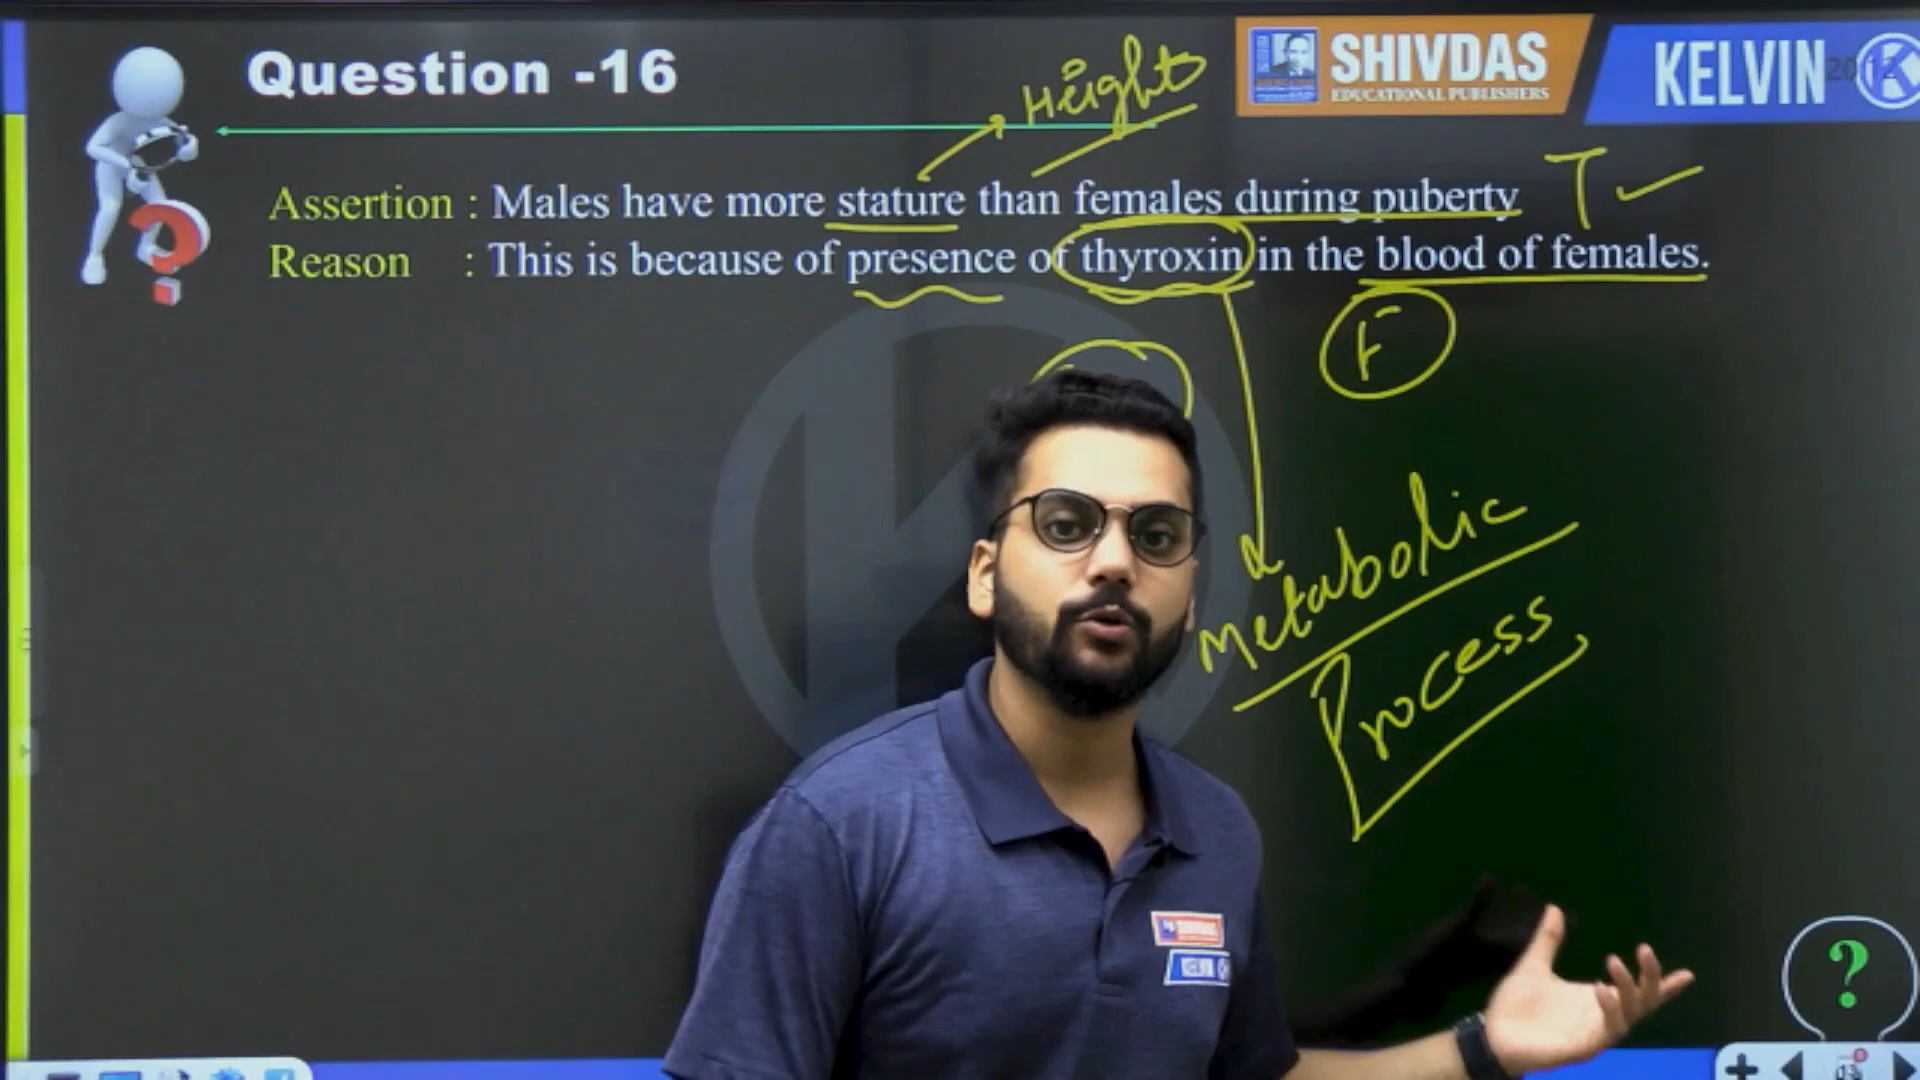 Question -16
Height
SHIVDAS
EDUCATIONAL PUBLISHERS
KELVIN
Assertion : Males have more stature than females during puberty T
Reason : This is because of presence of thyroxin in the blood of females.
F
Metabolic
Process
?